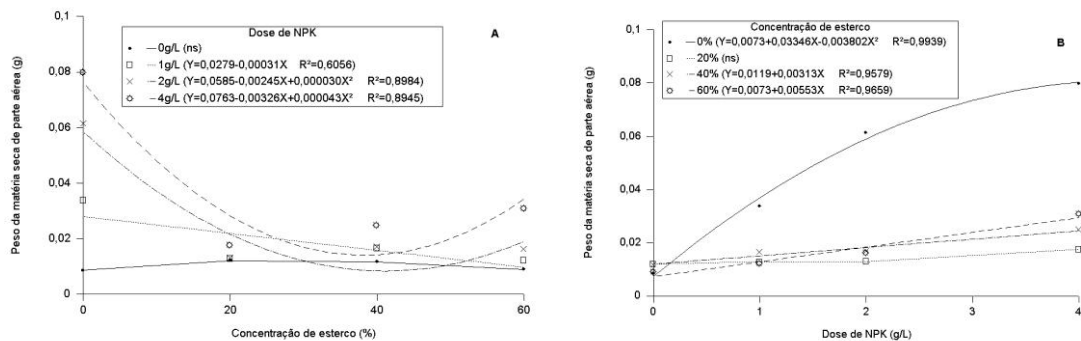 Dose de NPK
0g/L (ns)
1g/L (Y=0,0279-0,00031X R²=0,6056)
2g/L (Y=0,0585-0,00245X+0,000030X² R²=0,8984)
4g/L (Y=0,0763-0,00326X+0,000043X² R²=0,8945)
A
Peso da matéria seca de parte aérea (g)
0,1
0,08
0,06
0,04
0,02
0
0 20 40 60
Concentração de esterco (%)
Concentração de esterco
0% (Y=0,0073+0,03346X-0,003802X² R²=0,9939)
20% (ns)
40% (Y=0,0119+0,00313X R²=0,9579)
60% (Y=0,0073+0,00553X R²=0,9659)
B
Peso da matéria seca de parte aérea (g)
0,1
0,08
0,06
0,04
0,02
0
0 1 2 3 4
Dose de NPK (g/L)